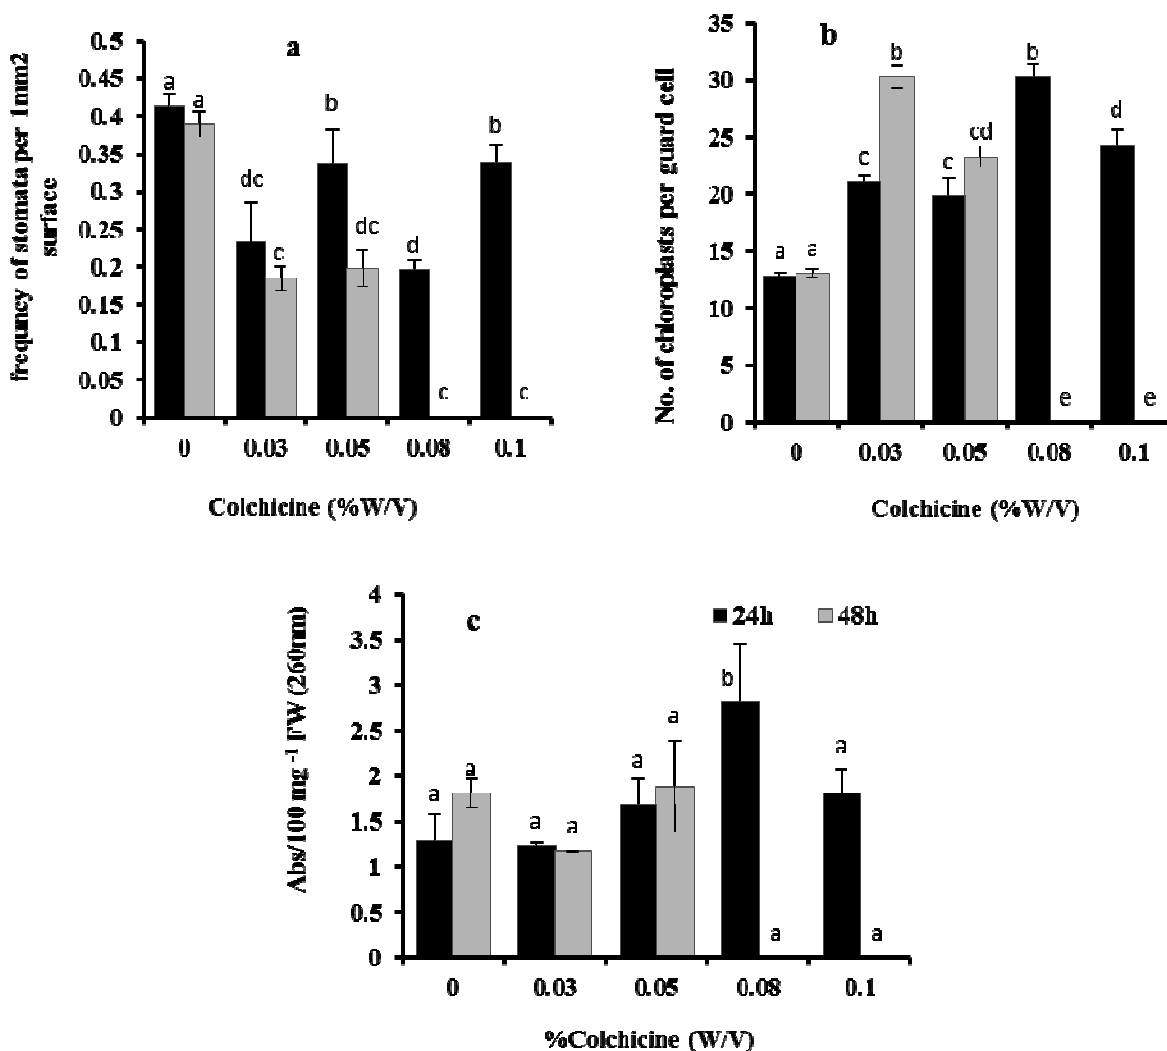 a
frequncy of stomata per 1mm2
surface
0.5
0.45
0.4
0.35
0.3
0.25
0.2
0.15
0.1
0.05
0
a a dc c b dc d c b c
0 0.03 0.05 0.08 0.1
Colchicine (%W/V)
b
No. of chloroplasts per guard cell
35
30
25
20
15
10
5
0
a a c b c cd b e d e
0 0.03 0.05 0.08 0.1
Colchicine (%W/V)
c
24h 48h
Abs/100 mg -1 FW (260nm)
4
3.5
3
2.5
2
1.5
1
0.5
0
a a a a a a b a a a
0 0.03 0.05 0.08 0.1
%Colchicine (W/V)